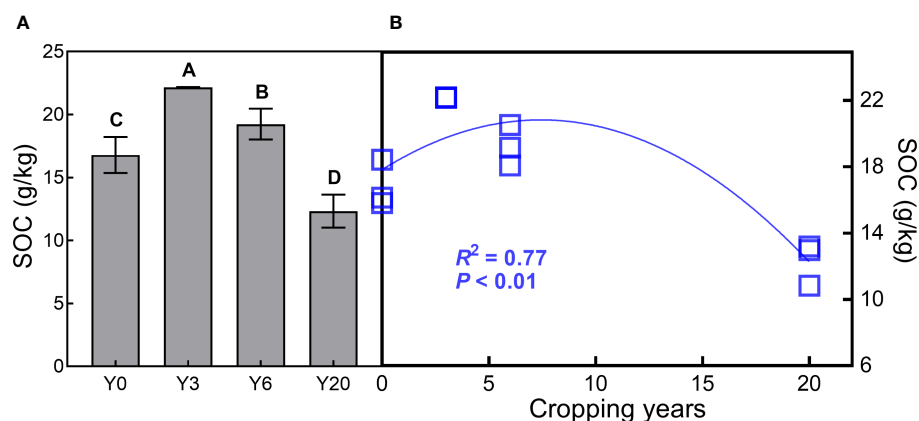 A
B
SOC (g/kg)
25
20
15
10
5
0
C
A
B
D
Y0
Y3
Y6
Y20
R² = 0.77
P < 0.01
0
5
10
15
20
Cropping years
22
18
14
10
6
SOC (g/kg)